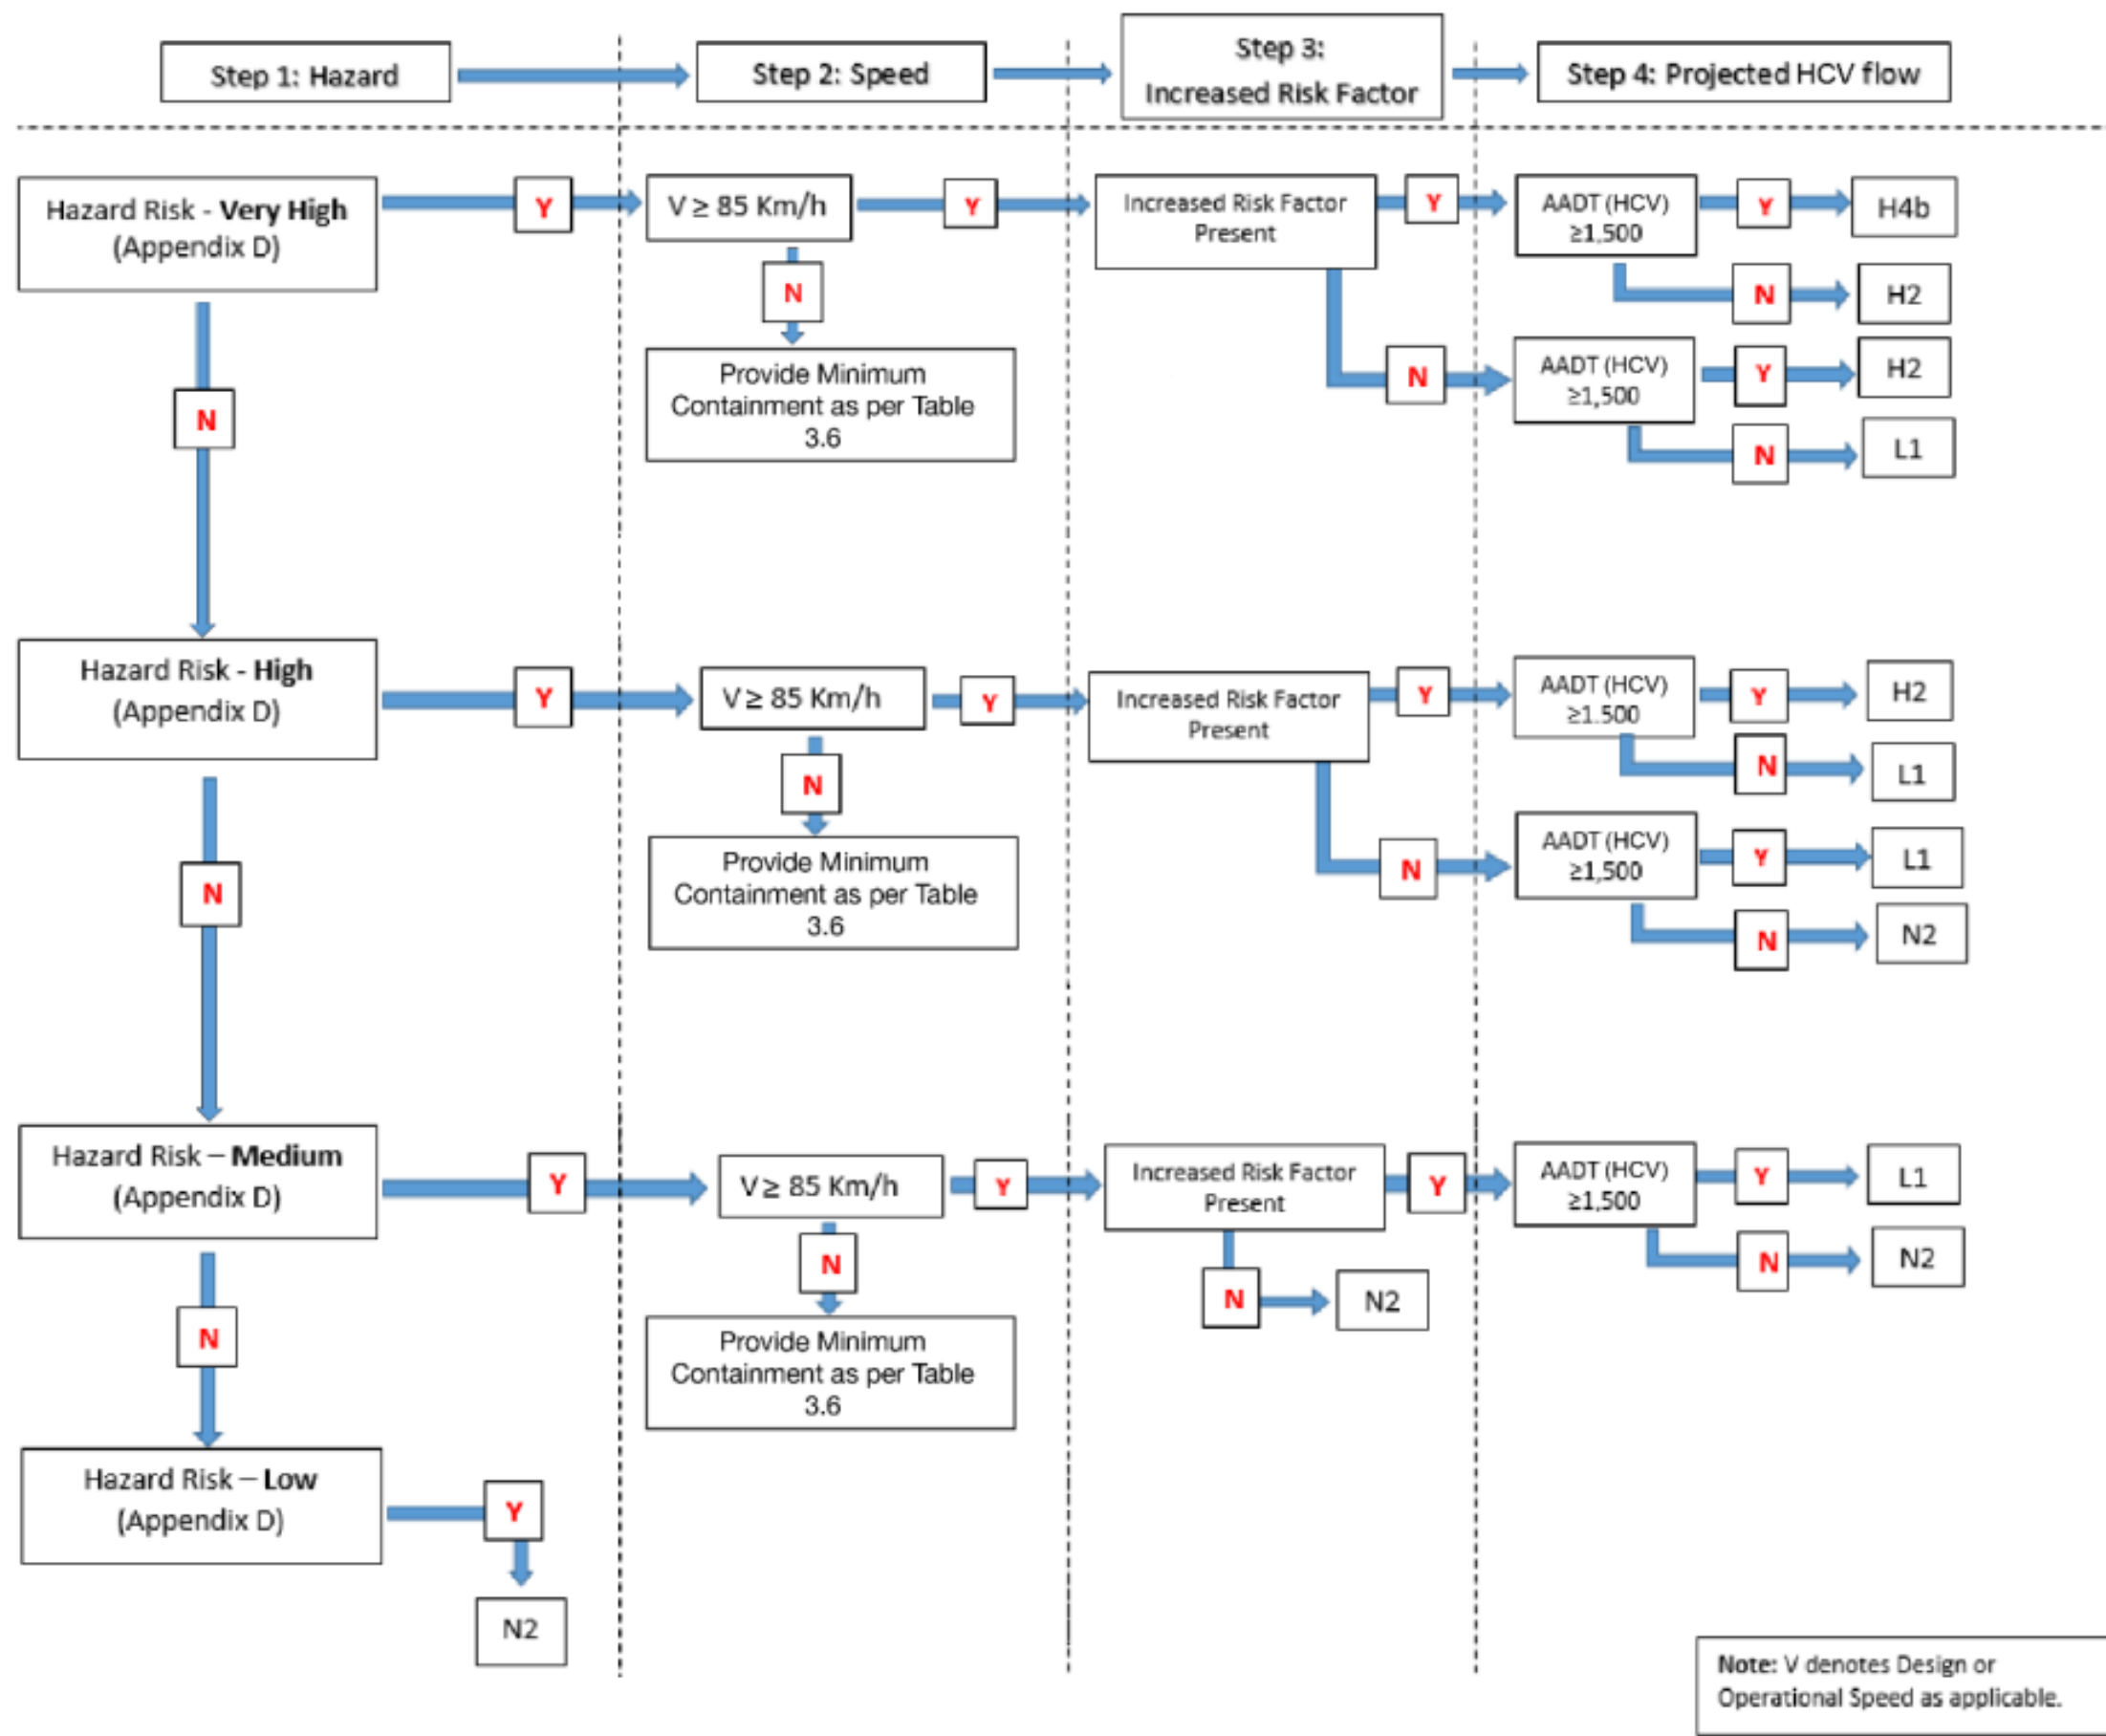 Step 1: Hazard
Step 2: Speed
Step 3:
Increased Risk Factor
Step 4: Projected HCV flow
Hazard Risk - Very High
(Appendix D)
Y
V ≥ 85 Km/h
Y
Increased Risk Factor
Present
Y
AADT (HCV)
≥1,500
Y
H4b
N
H2
N
Provide Minimum
Containment as per Table
3.6
N
AADT (HCV)
≥1,500
Y
H2
N
L1
N
Hazard Risk - High
(Appendix D)
Y
V ≥ 85 Km/h
Y
Increased Risk Factor
Present
Y
AADT (HCV)
≥1.500
Y
H2
N
L1
N
Provide Minimum
Containment as per Table
3.6
N
AADT (HCV)
≥1,500
Y
L1
N
N2
N
Hazard Risk – Medium
(Appendix D)
Y
V ≥ 85 Km/h
Y
Increased Risk Factor
Present
Y
AADT (HCV)
≥1,500
Y
L1
N
N2
N
Provide Minimum
Containment as per Table
3.6
N
N2
N
Hazard Risk – Low
(Appendix D)
Y
N2
Note: V denotes Design or
Operational Speed as applicable.